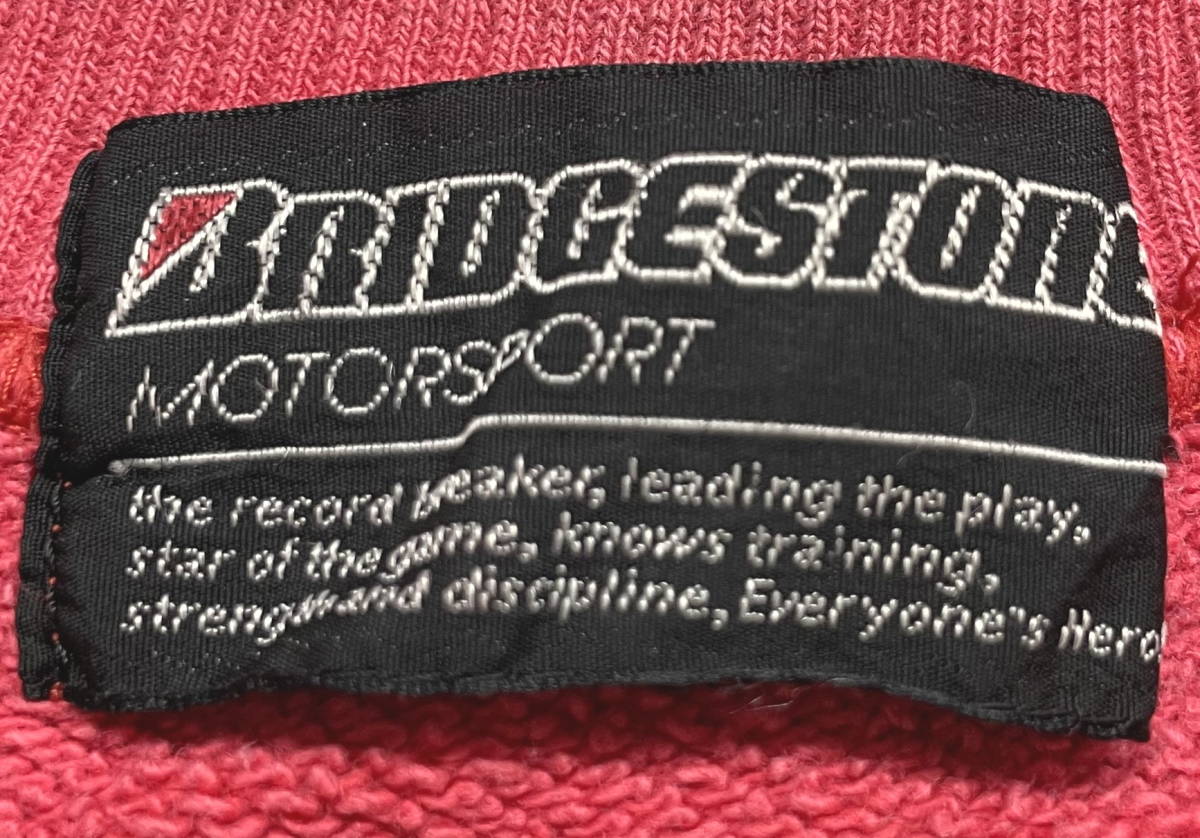 BRIDGESTONE
MOTORSPORT
the record breaker, leading the play.
star of the game, knows training,
strength and discipline, Everyone's Hero